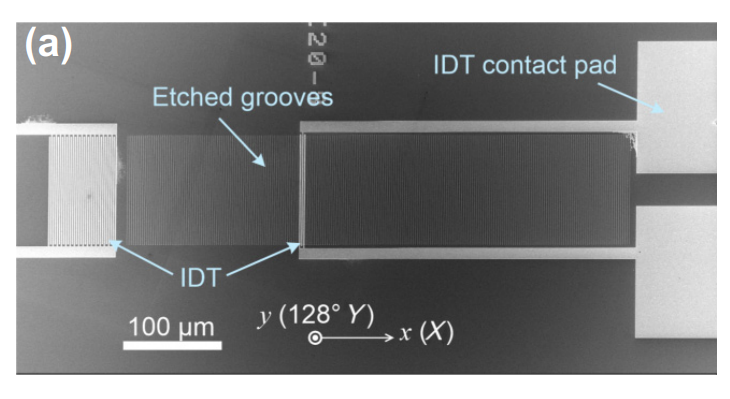 (a)
IDT contact pad
Etched grooves
IDT
100 μm
y (128° Y)
x (X)